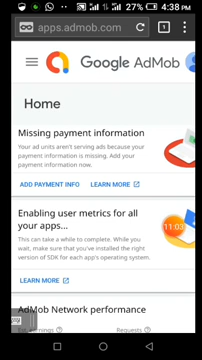 27% 4:38 PM
apps.admob.com
1
Google AdMob
Home
Missing payment information
Your ad units aren't serving ads because your
payment information is missing. Add your
payment information now.
ADD PAYMENT INFO LEARN MORE
Enabling user metrics for all
your apps...
This can take a while to complete. While you
wait, make sure that you've installed the right
version of SDK for each app's operating system.
11:03
LEARN MORE
AdMob Network performance
Est. earnings Requests